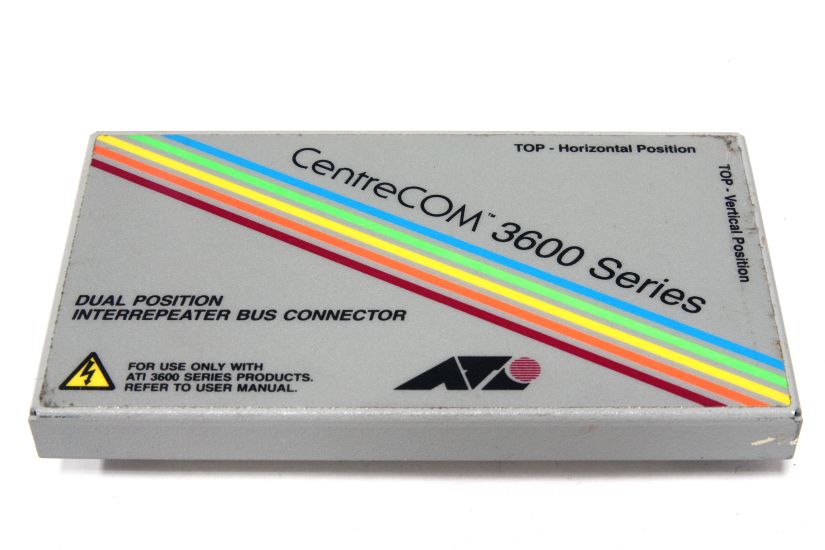 TOP - Horizontal Position
TOP - Vertical Position
CentreCOM™ 3600 Series
DUAL POSITION
INTERREPEATER BUS CONNECTOR
FOR USE ONLY WITH
ATI 3600 SERIES PRODUCTS.
REFER TO USER MANUAL.
ATI